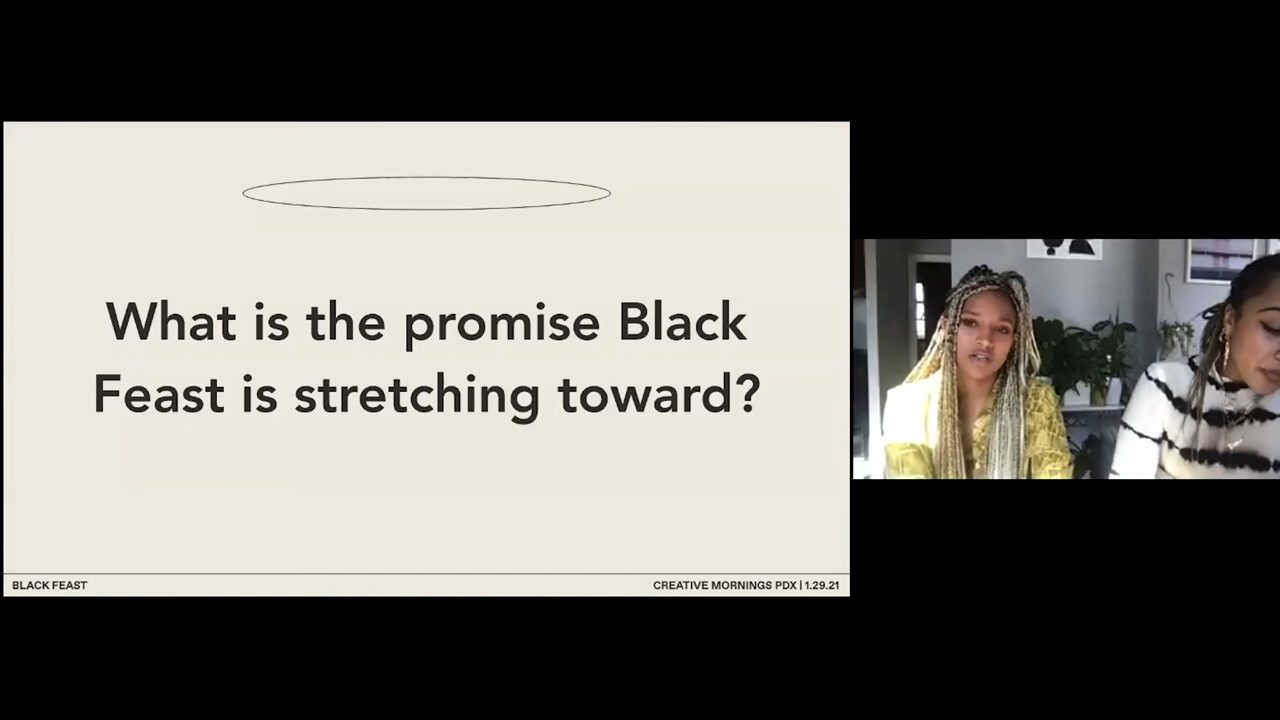 What is the promise Black
Feast is stretching toward?
BLACK FEAST
CREATIVE MORNINGS PDX | 1.29.21